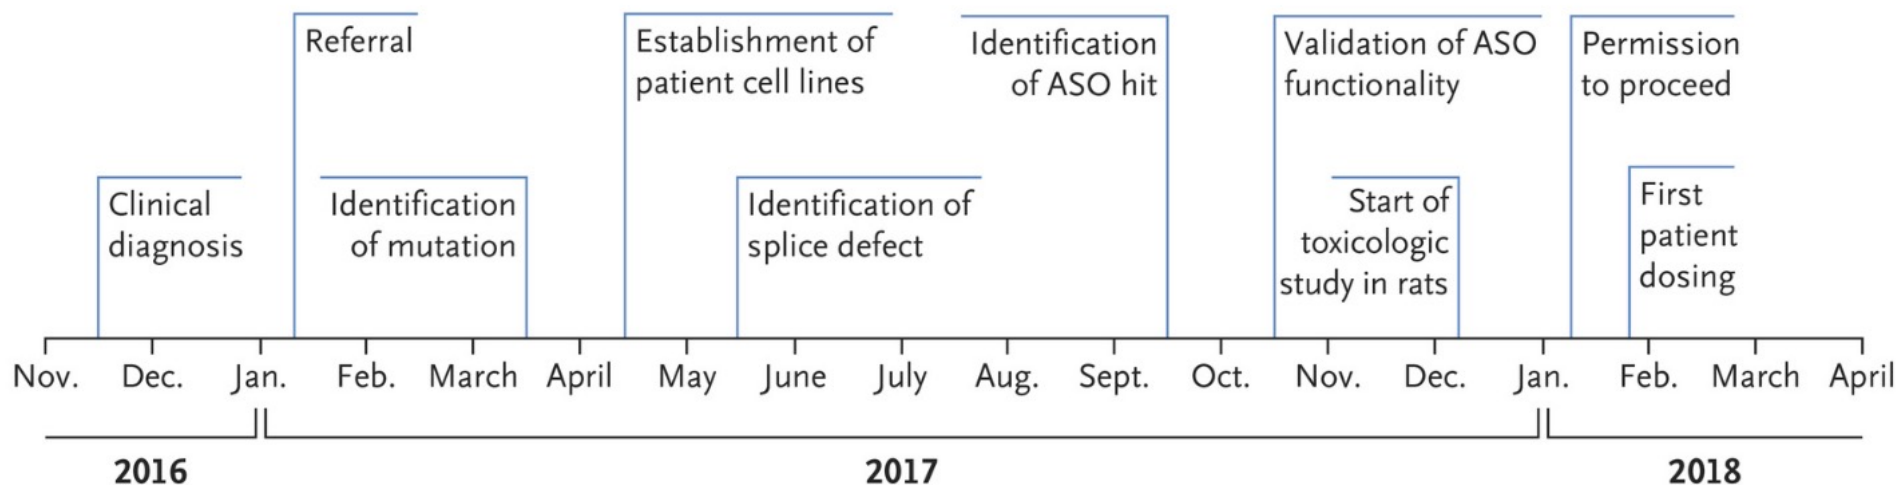 Referral
Establishment of
patient cell lines
Identification
of ASO hit
Validation of ASO
functionality
Permission
to proceed
Clinical
diagnosis
Identification
of mutation
Identification of
splice defect
Start of
toxicologic
study in rats
First
patient
dosing
Nov. Dec. Jan. Feb. March April May June July Aug. Sept. Oct. Nov. Dec. Jan. Feb. March April
2016 2017 2018